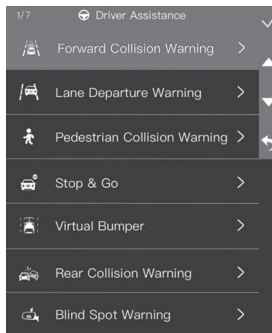 1/7 Driver Assistance
Forward Collision Warning
Lane Departure Warning
Pedestrian Collision Warning
Stop & Go
Virtual Bumper
Rear Collision Warning
Blind Spot Warning